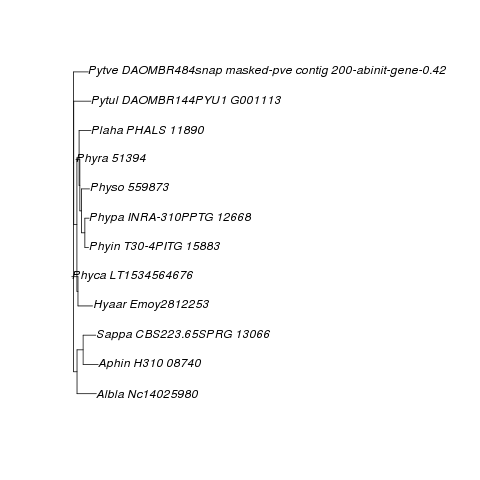 Pytve DAOMBR484snap masked-pve contig 200-abinit-gene-0.42
Pytul DAOMBR144PYU1 G001113
Plaha PHALS 11890
Phyra 51394
Physo 559873
Phypa INRA-310PPTG 12668
Phyin T30-4PITG 15883
Phyca LT1534564676
Hyaar Emoy2812253
Sappa CBS223.65SPRG 13066
Aphin H310 08740
Albla Nc14025980